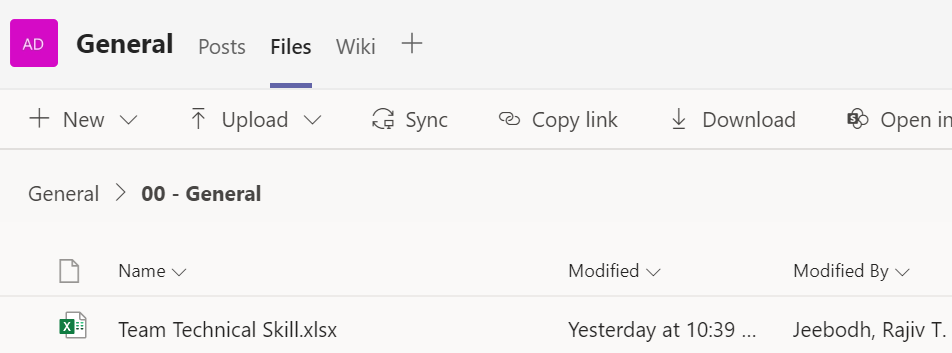 AD General Posts Files Wiki
New Upload Sync Copy link Download Open in
General > 00 - General
Name Modified Modified By
Team Technical Skill.xlsx Yesterday at 10:39 ... Jeebodh, Rajiv T.